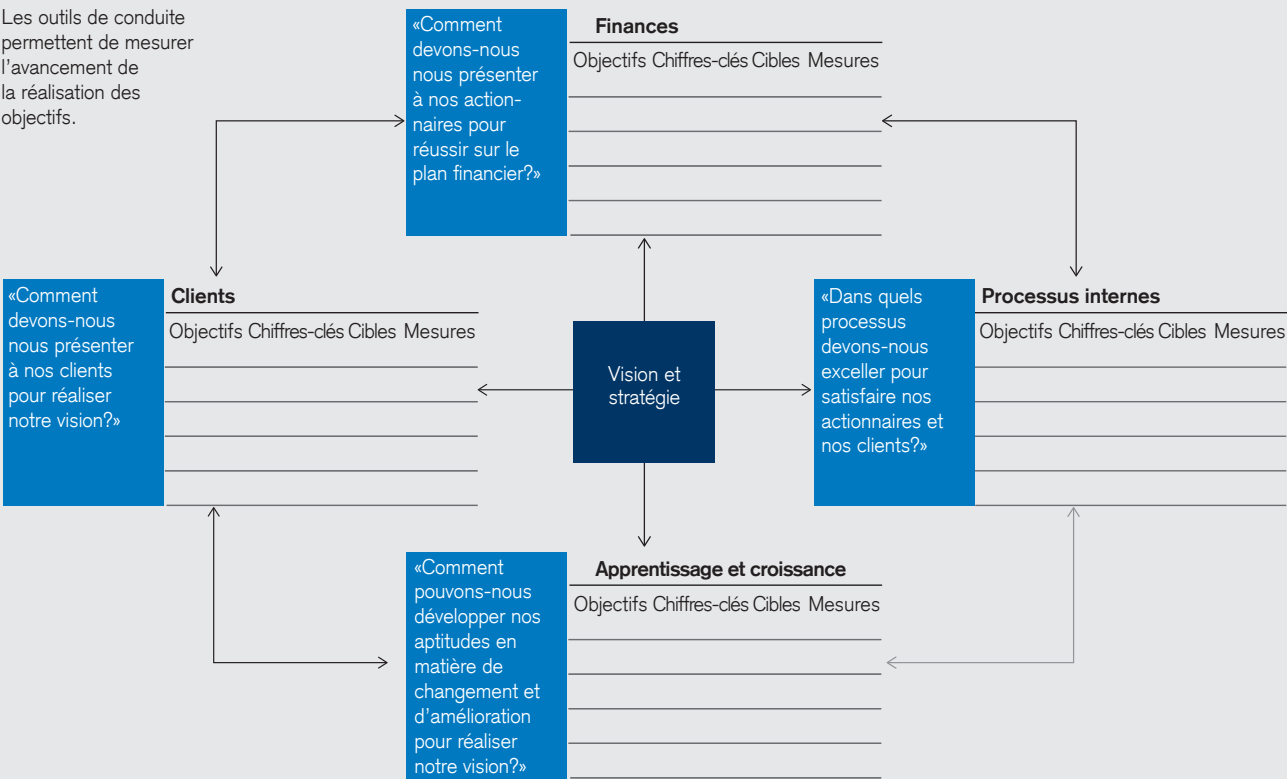 Les outils de conduite
permettent de mesurer
l'avancement de
la réalisation des
objectifs.
«Comment
devons-nous
nous présenter
à nos action-
naires pour
réussir sur le
plan financier?»
Finances
Objectifs Chiffres-clés Cibles Mesures
«Comment
devons-nous
nous présenter
à nos clients
pour réaliser
notre vision?»
Clients
Objectifs Chiffres-clés Cibles Mesures
Vision et
stratégie
«Dans quels
processus
devons-nous
exceller pour
satisfaire nos
actionnaires et
nos clients?»
Processus internes
Objectifs Chiffres-clés Cibles Mesures
«Comment
pouvons-nous
développer nos
aptitudes en
matière de
changement et
d'amélioration
pour réaliser
notre vision?»
Apprentissage et croissance
Objectifs Chiffres-clés Cibles Mesures